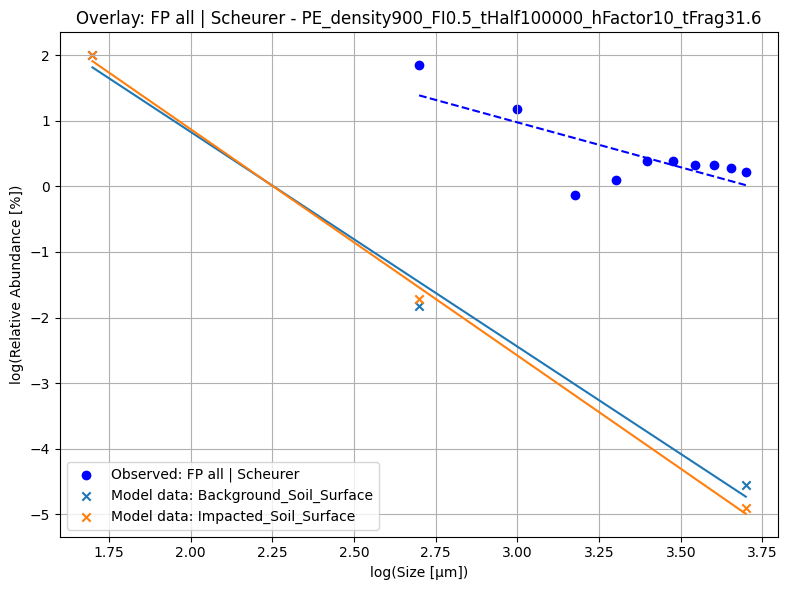 Overlay: FP all | Scheurer - PE_density900_FI0.5_tHalf100000_hFactor10_tFrag31.6
log(Relative Abundance [%])
2
1
0
−1
−2
−3
−4
−5
Observed: FP all | Scheurer
Model data: Background_Soil_Surface
Model data: Impacted_Soil_Surface
1.75 2.00 2.25 2.50 2.75 3.00 3.25 3.50 3.75
log(Size [μm])